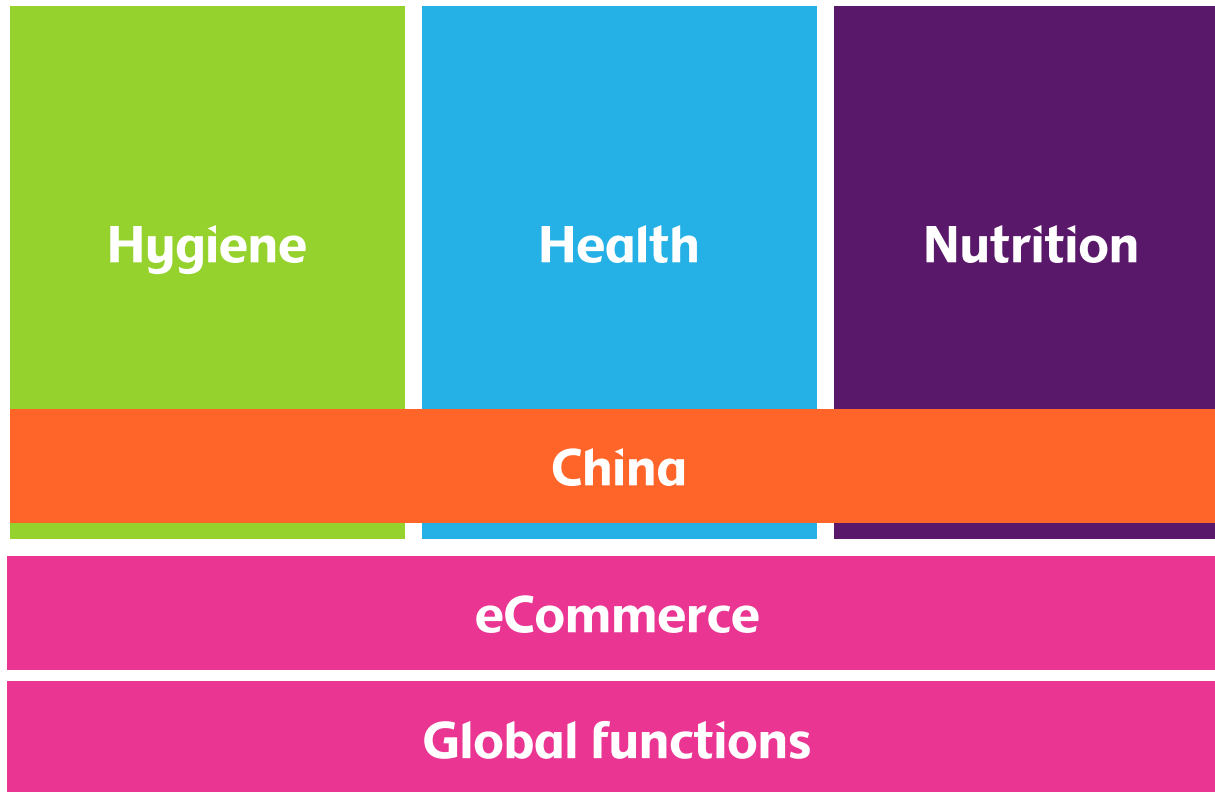 Hygiene
Health
Nutrition
China
eCommerce
Global functions